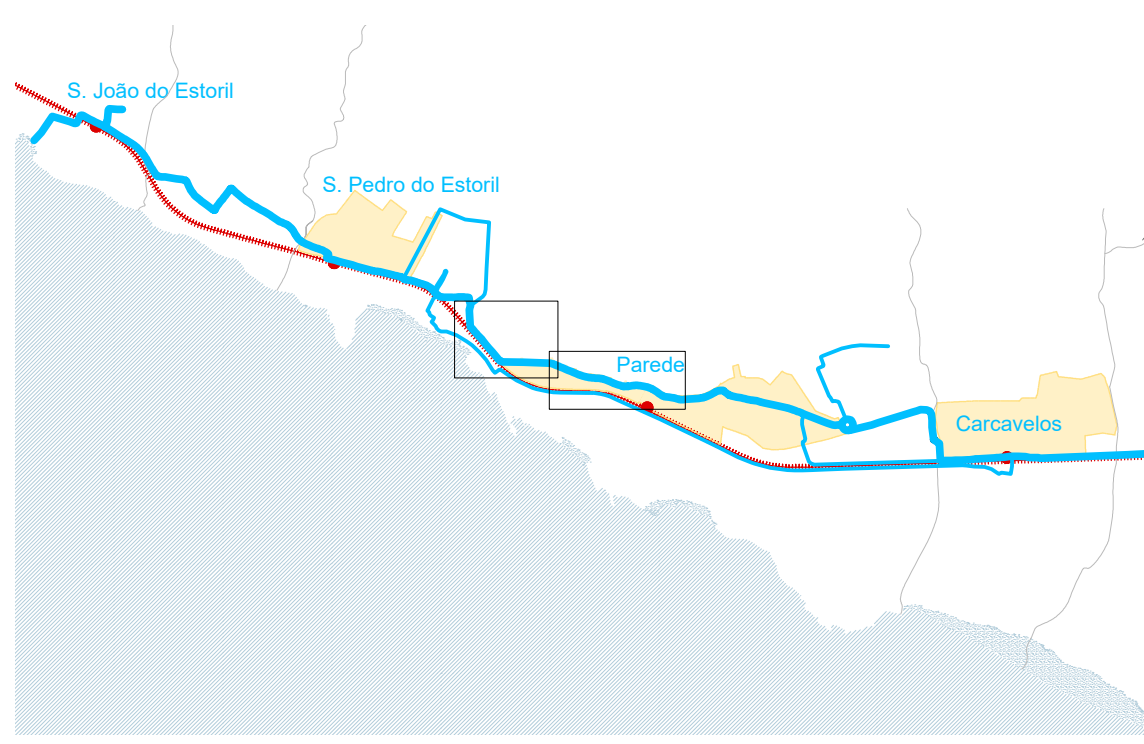 S. João do Estoril
S. Pedro do Estoril
Parede
Carcavelos